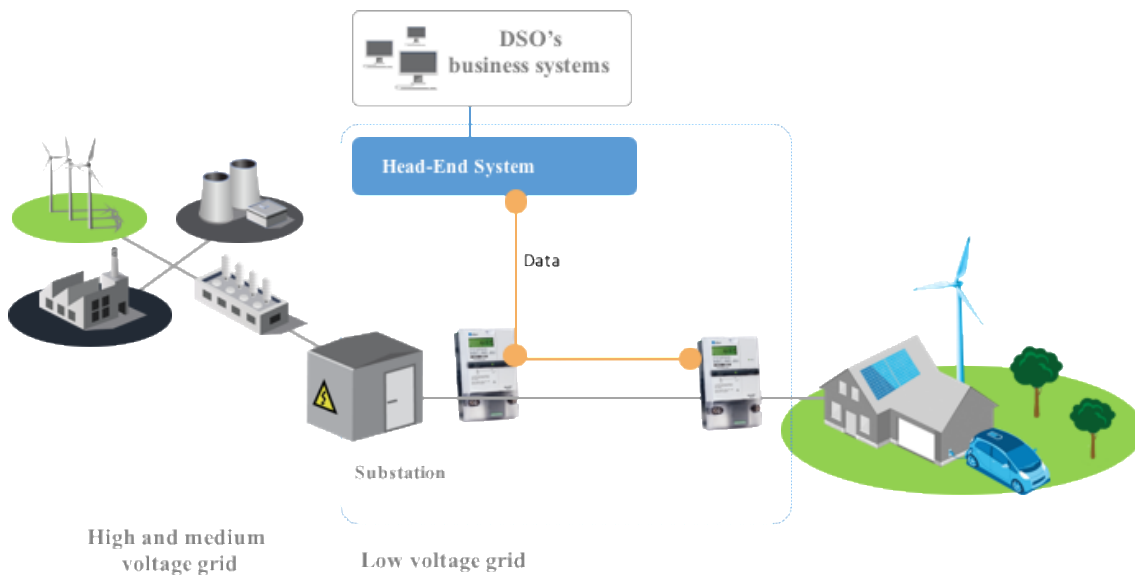 DSO’s
business systems
Head-End System
Data
Substation
High and medium
voltage grid
Low voltage grid